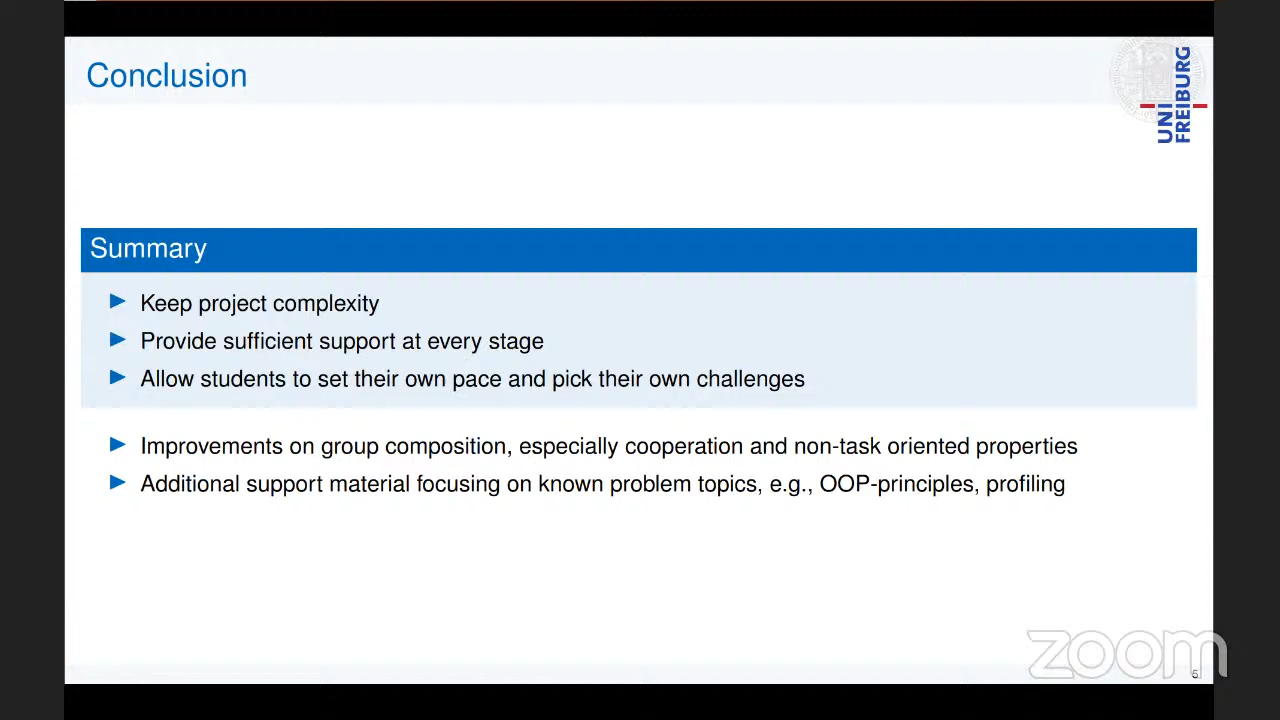 Conclusion
UNI
FREIBURG
Summary
Keep project complexity
Provide sufficient support at every stage
Allow students to set their own pace and pick their own challenges
Improvements on group composition, especially cooperation and non-task oriented properties
Additional support material focusing on known problem topics, e.g., OOP-principles, profiling
zoom
5